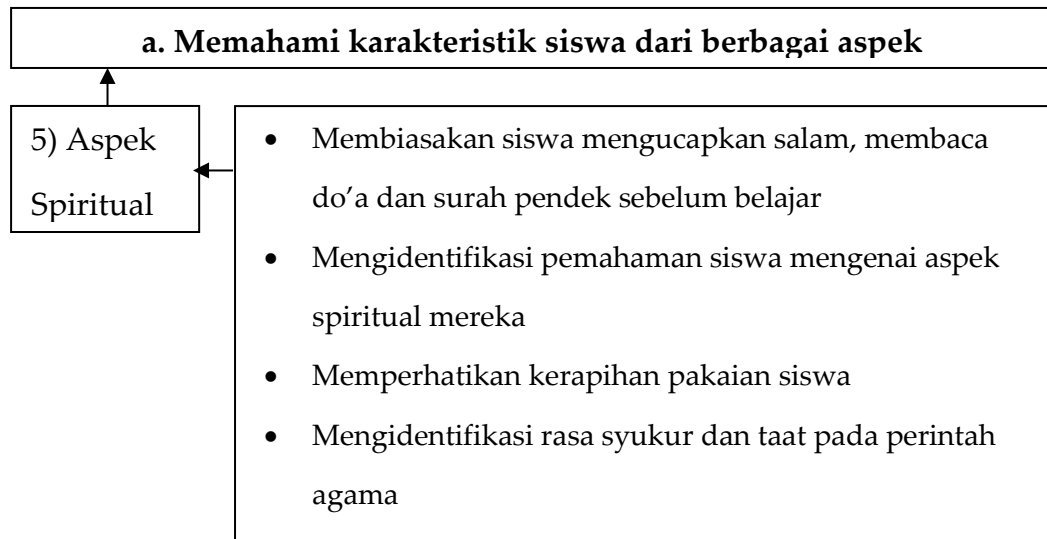 a. Memahami karakteristik siswa dari berbagai aspek
5) Aspek
Spiritual
• Membiasakan siswa mengucapkan salam, membaca
do’a dan surah pendek sebelum belajar
• Mengidentifikasi pemahaman siswa mengenai aspek
spiritual mereka
• Memperhatikan kerapihan pakaian siswa
• Mengidentifikasi rasa syukur dan taat pada perintah
agama